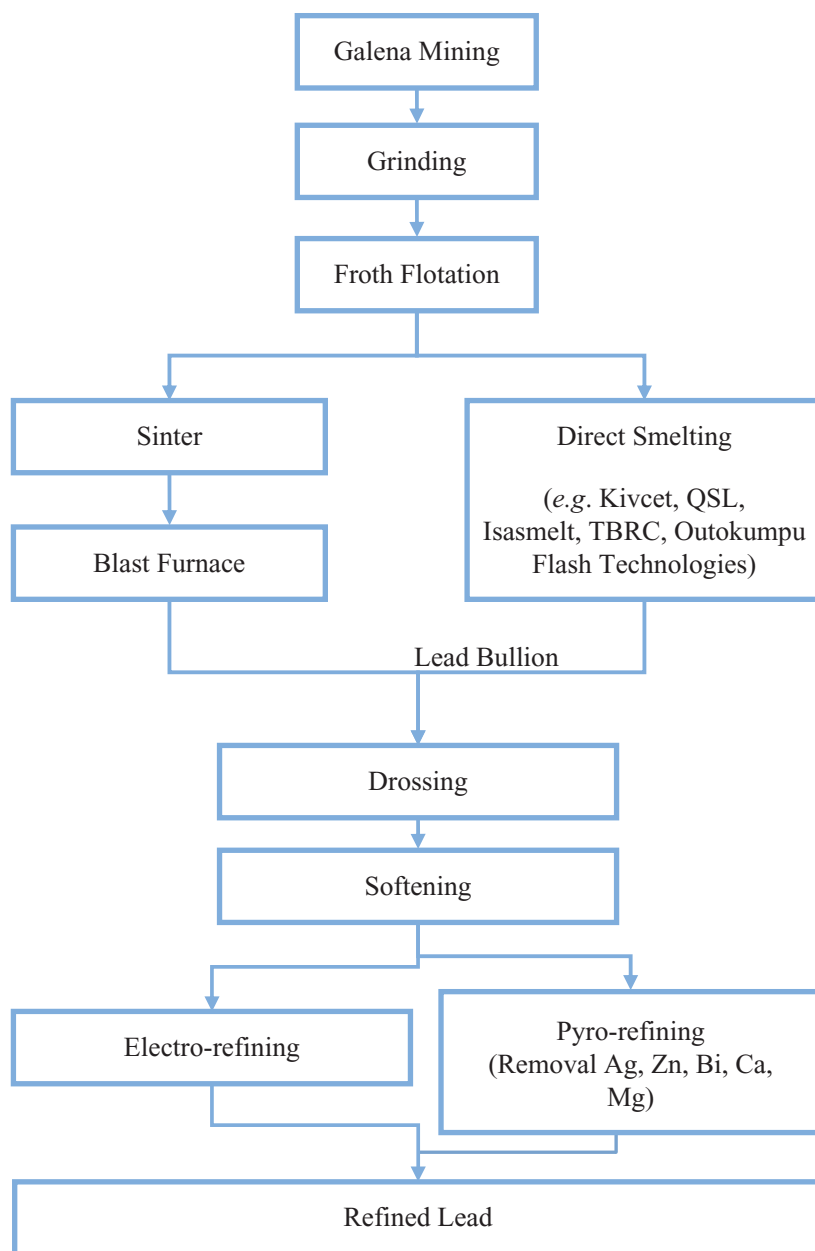 Galena Mining
Grinding
Froth Flotation
Sinter
Direct Smelting
(e.g. Kivcet, QSL,
Isasmelt, TBRC, Outokumpu
Flash Technologies)
Blast Furnace
Lead Bullion
Drossing
Softening
Electro-refining
Pyro-refining
(Removal Ag, Zn, Bi, Ca,
Mg)
Refined Lead